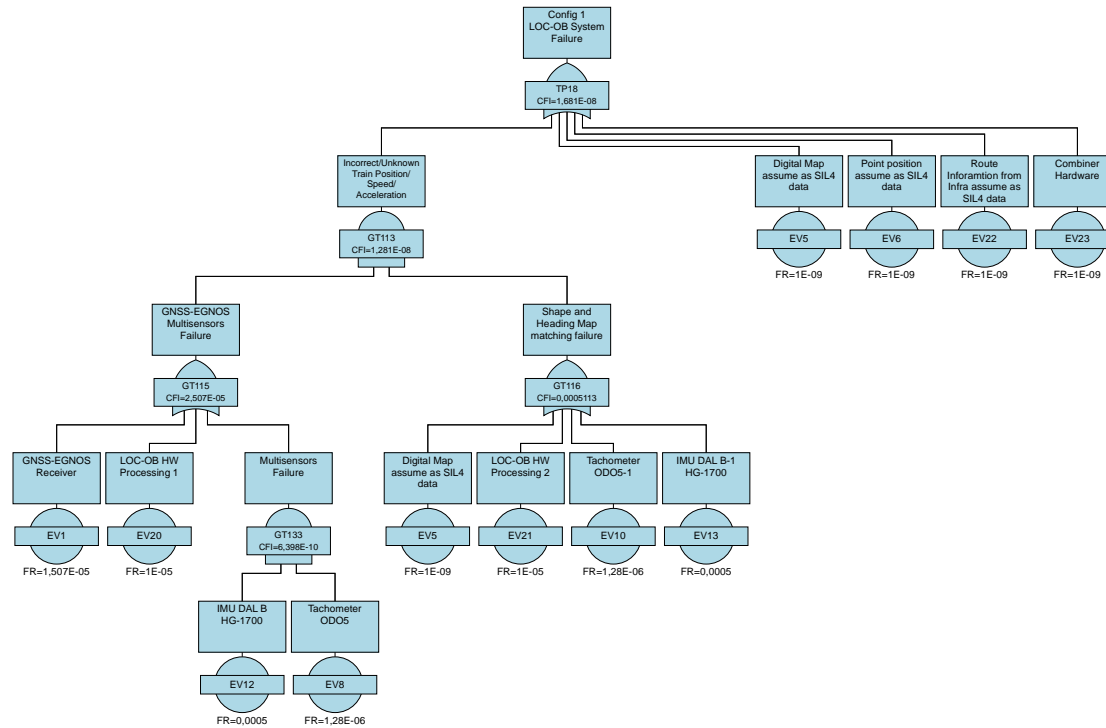 Config 1
LOC-OB System
Failure
TP18
CFI=1,681E-08
Incorrect/Unknown
Train Position/
Speed/
Acceleration
Digital Map
assume as SIL4
data
Point position
assume as SIL4
data
Route
Inforamtion from
Infra assume as
SIL4 data
Combiner
Hardware
GT113
CFI=1,281E-08
EV5
EV6
EV22
EV23
FR=1E-09
FR=1E-09
FR=1E-09
FR=1E-09
GNSS-EGNOS
Multisensors
Failure
Shape and
Heading Map
matching failure
GT115
CFI=2,507E-05
GT116
CFI=0,0005113
GNSS-EGNOS
Receiver
LOC-OB HW
Processing 1
Multisensors
Failure
Digital Map
assume as SIL4
data
LOC-OB HW
Processing 2
Tachometer
ODO5-1
IMU DAL B-1
HG-1700
EV1
EV20
GT133
CFI=6,398E-10
EV5
EV21
EV10
EV13
FR=1,507E-05
FR=1E-05
FR=1E-09
FR=1E-05
FR=1,28E-06
FR=0,0005
IMU DAL B
HG-1700
Tachometer
ODO5
EV12
EV8
FR=0,0005
FR=1,28E-06